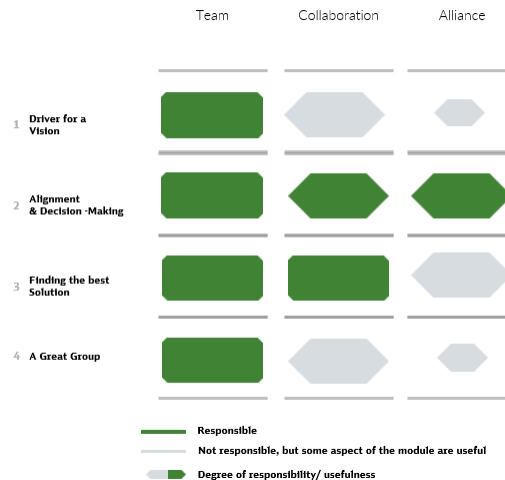 Team Collaboration Alliance
1 Driver for a
Vision
2 Alignment
& Decision -Making
3 Finding the best
Solution
4 A Great Group
Responsible
Not responsible, but some aspect of the module are useful
Degree of responsibility/ usefulness